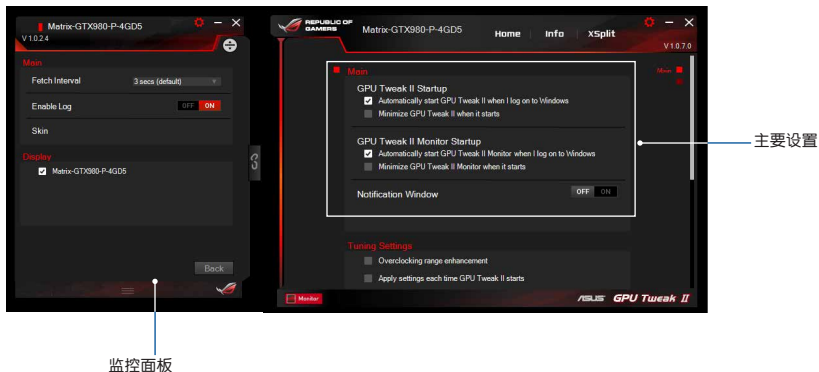 Matrix-GTX980-P-4GD5
V 1.0.2.4
Main
Fetch Interval 3 secs (default)
Enable Log OFF ON
Skin
Display
Matrix-GTX980-P-4GD5
Back
REPUBLIC OF
GAMERS
Matrix-GTX980-P-4GD5
Home Info XSplit
V 1.0.7.0
Main
GPU Tweak II Startup
Automatically start GPU Tweak II when I log on to Windows
Minimize GPU Tweak II when it starts
GPU Tweak II Monitor Startup
Automatically start GPU Tweak II Monitor when I log on to Windows
Minimize GPU Tweak II Monitor when it starts
Notification Window OFF ON
Main
Tuning Settings
Overclocking range enhancement
Apply settings each time GPU Tweak II starts
Monitor
ASUS GPU Tweak II
主要设置
监控面板